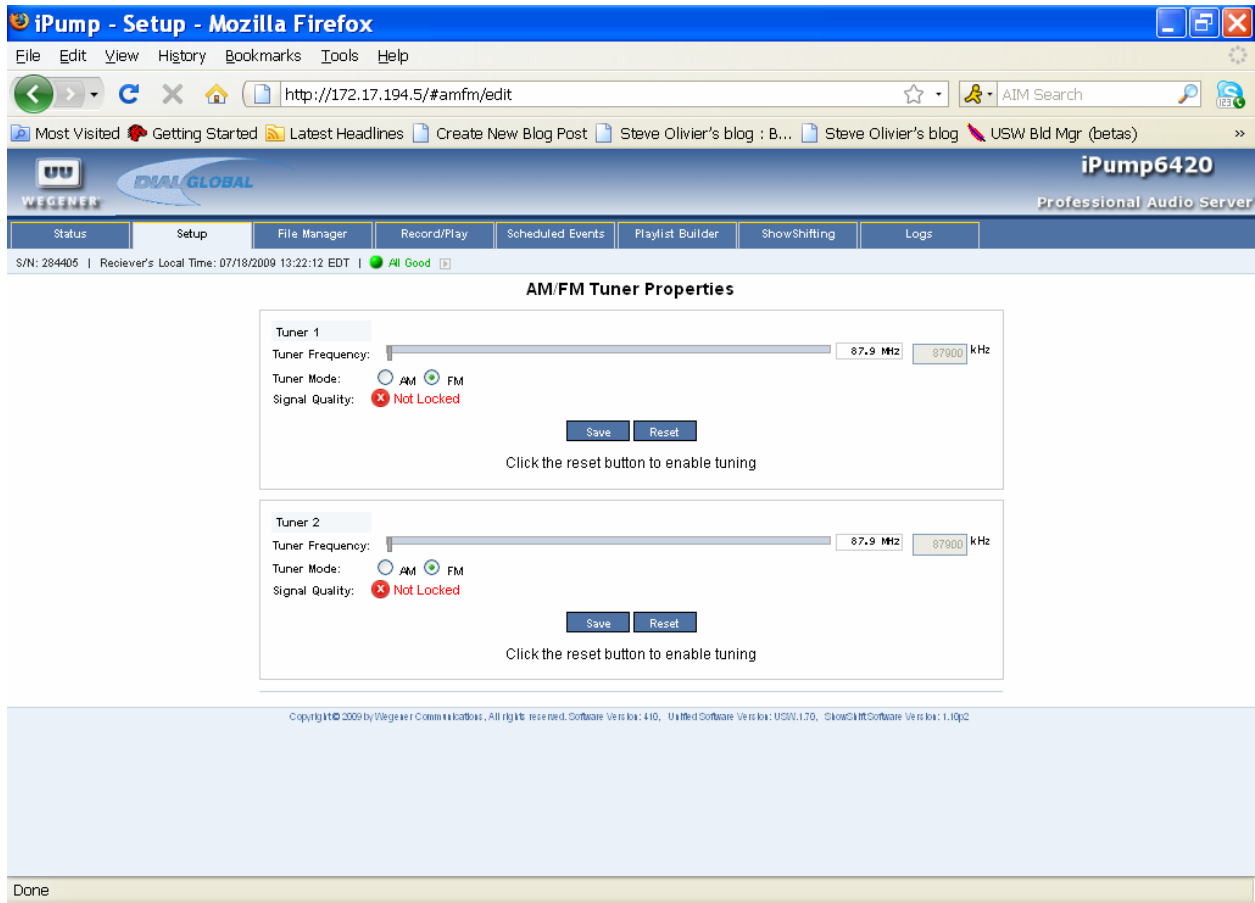 iPump - Setup - Mozilla Firefox
File Edit View History Bookmarks Tools Help
http://172.17.194.5/#amfm/edit
AIM Search
Most Visited Getting Started Latest Headlines Create New Blog Post Steve Olivier's blog : B... Steve Olivier's blog USW Bld Mgr (betas) »
WEGENER
DIAL GLOBAL
iPump6420
Professional Audio Server
Status Setup File Manager Record/Play Scheduled Events Playlist Builder ShowShifting Logs
S/N: 284405 | Reciever's Local Time: 07/18/2009 13:22:12 EDT | All Good
AM/FM Tuner Properties
Tuner 1
Tuner Frequency: 87.9 MHz 87900 kHz
Tuner Mode: AM FM
Signal Quality: Not Locked
Save Reset
Click the reset button to enable tuning
Tuner 2
Tuner Frequency: 87.9 MHz 87900 kHz
Tuner Mode: AM FM
Signal Quality: Not Locked
Save Reset
Click the reset button to enable tuning
Copyright© 2009 by Wegener Communications, All rights reserved. Software Version: 410, Unified Software Version: USW.1.70, ShowShift Software Version: 1.10p2
Done